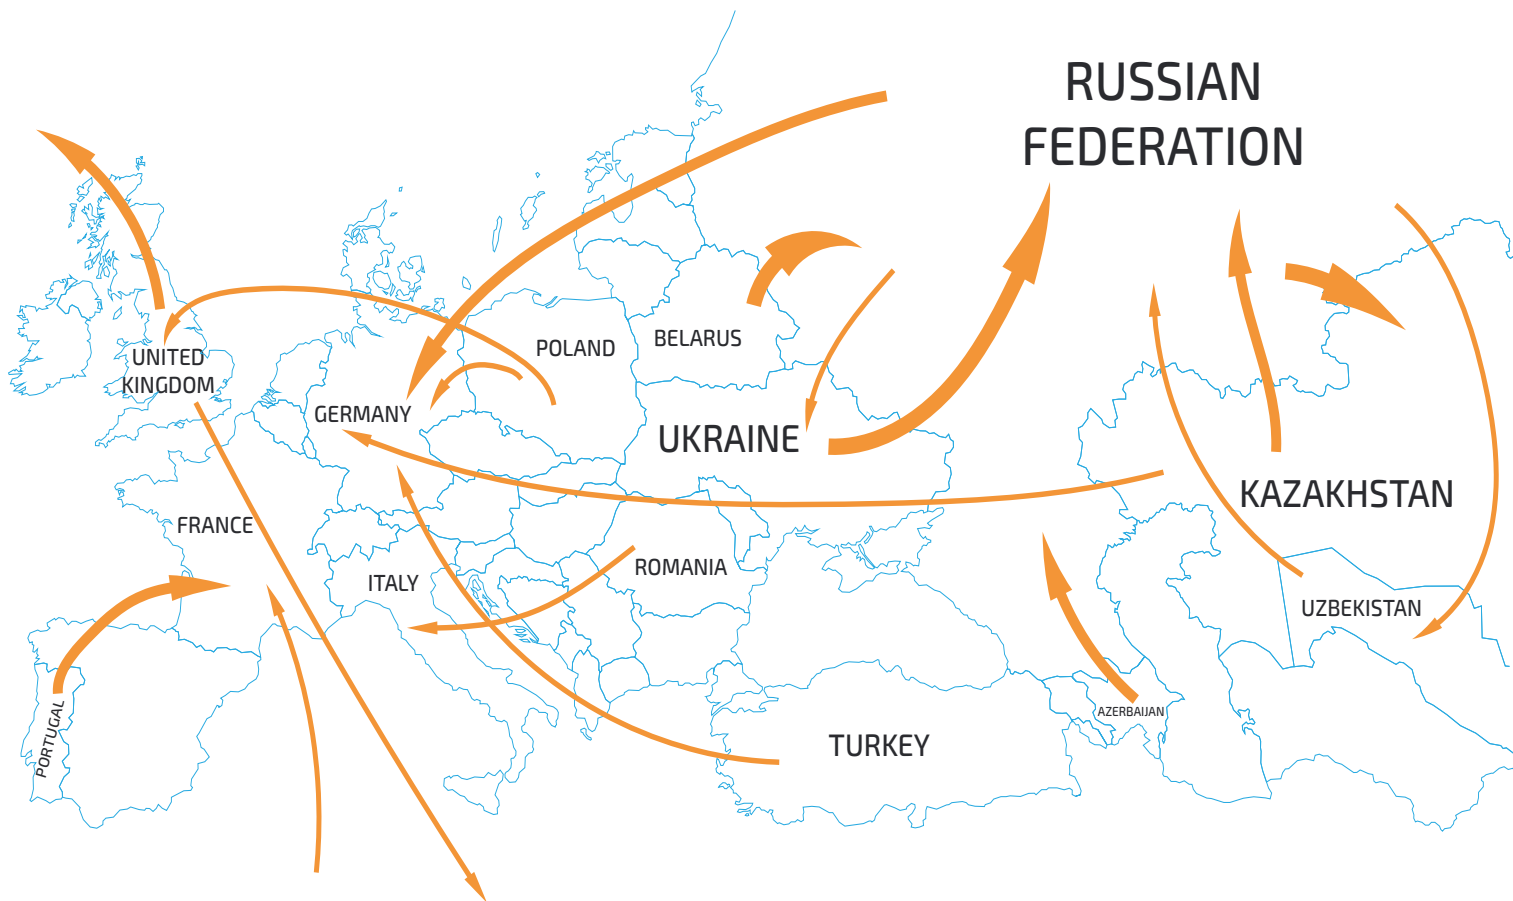 RUSSIAN
FEDERATION
UNITED
KINGDOM
POLAND
BELARUS
GERMANY
UKRAINE
KAZAKHSTAN
FRANCE
ITALY
ROMANIA
UZBEKISTAN
PORTUGAL
AZERBAIJAN
TURKEY